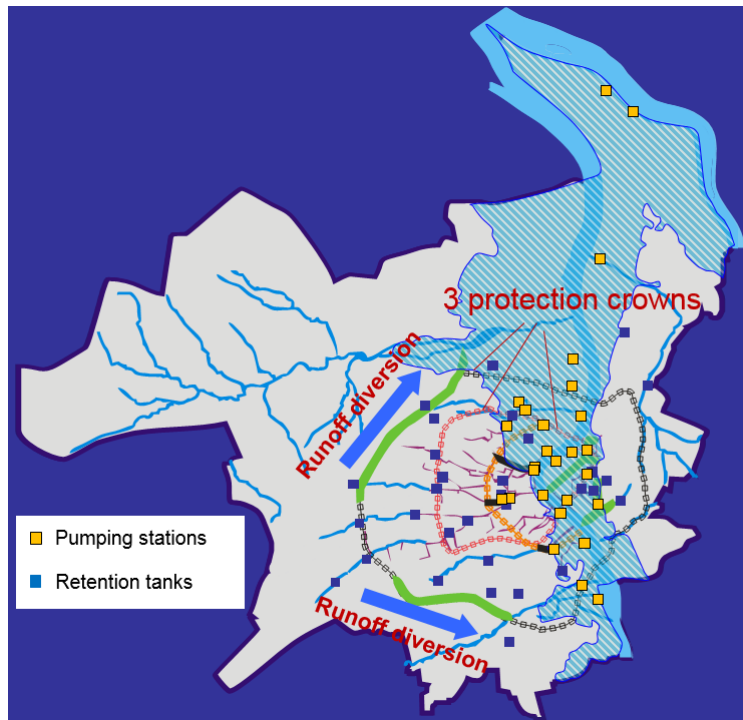 3 protection crowns
Runoff diversion
Pumping stations
Retention tanks
Runoff diversion